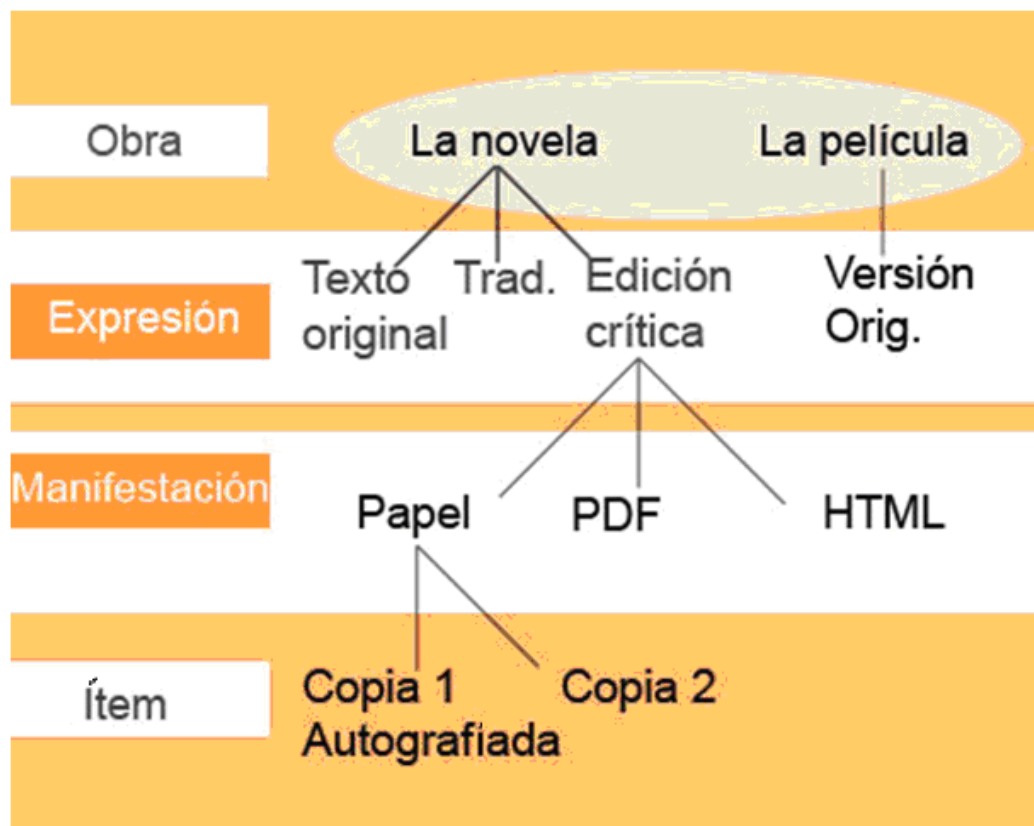 Obra
La novela
La película
Expresión
Texto
original
Trad.
Edición
crítica
Versión
Orig.
Manifestación
Papel
PDF
HTML
Ítem
Copia 1
Autografiada
Copia 2